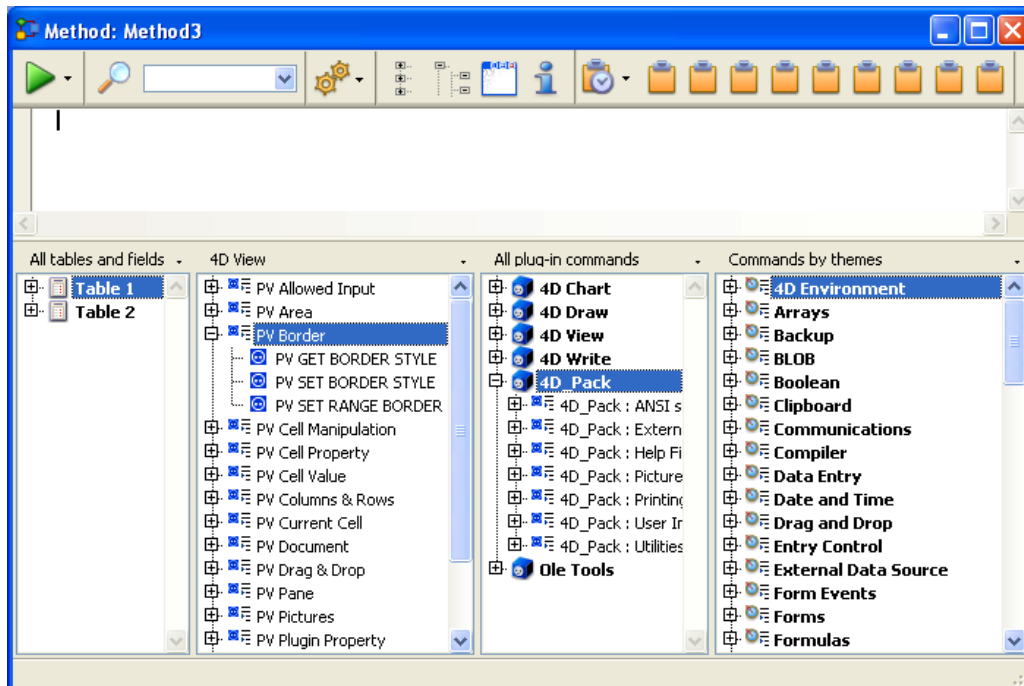 Method: Method3
All tables and fields
Table 1
Table 2
4D View
PV Allowed Input
PV Area
PV Border
PV GET BORDER STYLE
PV SET BORDER STYLE
PV SET RANGE BORDER
PV Cell Manipulation
PV Cell Property
PV Cell Value
PV Columns & Rows
PV Current Cell
PV Document
PV Drag & Drop
PV Pane
PV Pictures
PV Plugin Property
All plug-in commands
4D Chart
4D Draw
4D View
4D Write
4D_Pack
4D_Pack : ANSI s
4D_Pack : Extern
4D_Pack : Help Fi
4D_Pack : Picture
4D_Pack : Printing
4D_Pack : User In
4D_Pack : Utilities
Ole Tools
Commands by themes
4D Environment
Arrays
Backup
BLOB
Boolean
Clipboard
Communications
Compiler
Data Entry
Date and Time
Drag and Drop
Entry Control
External Data Source
Form Events
Forms
Formulas